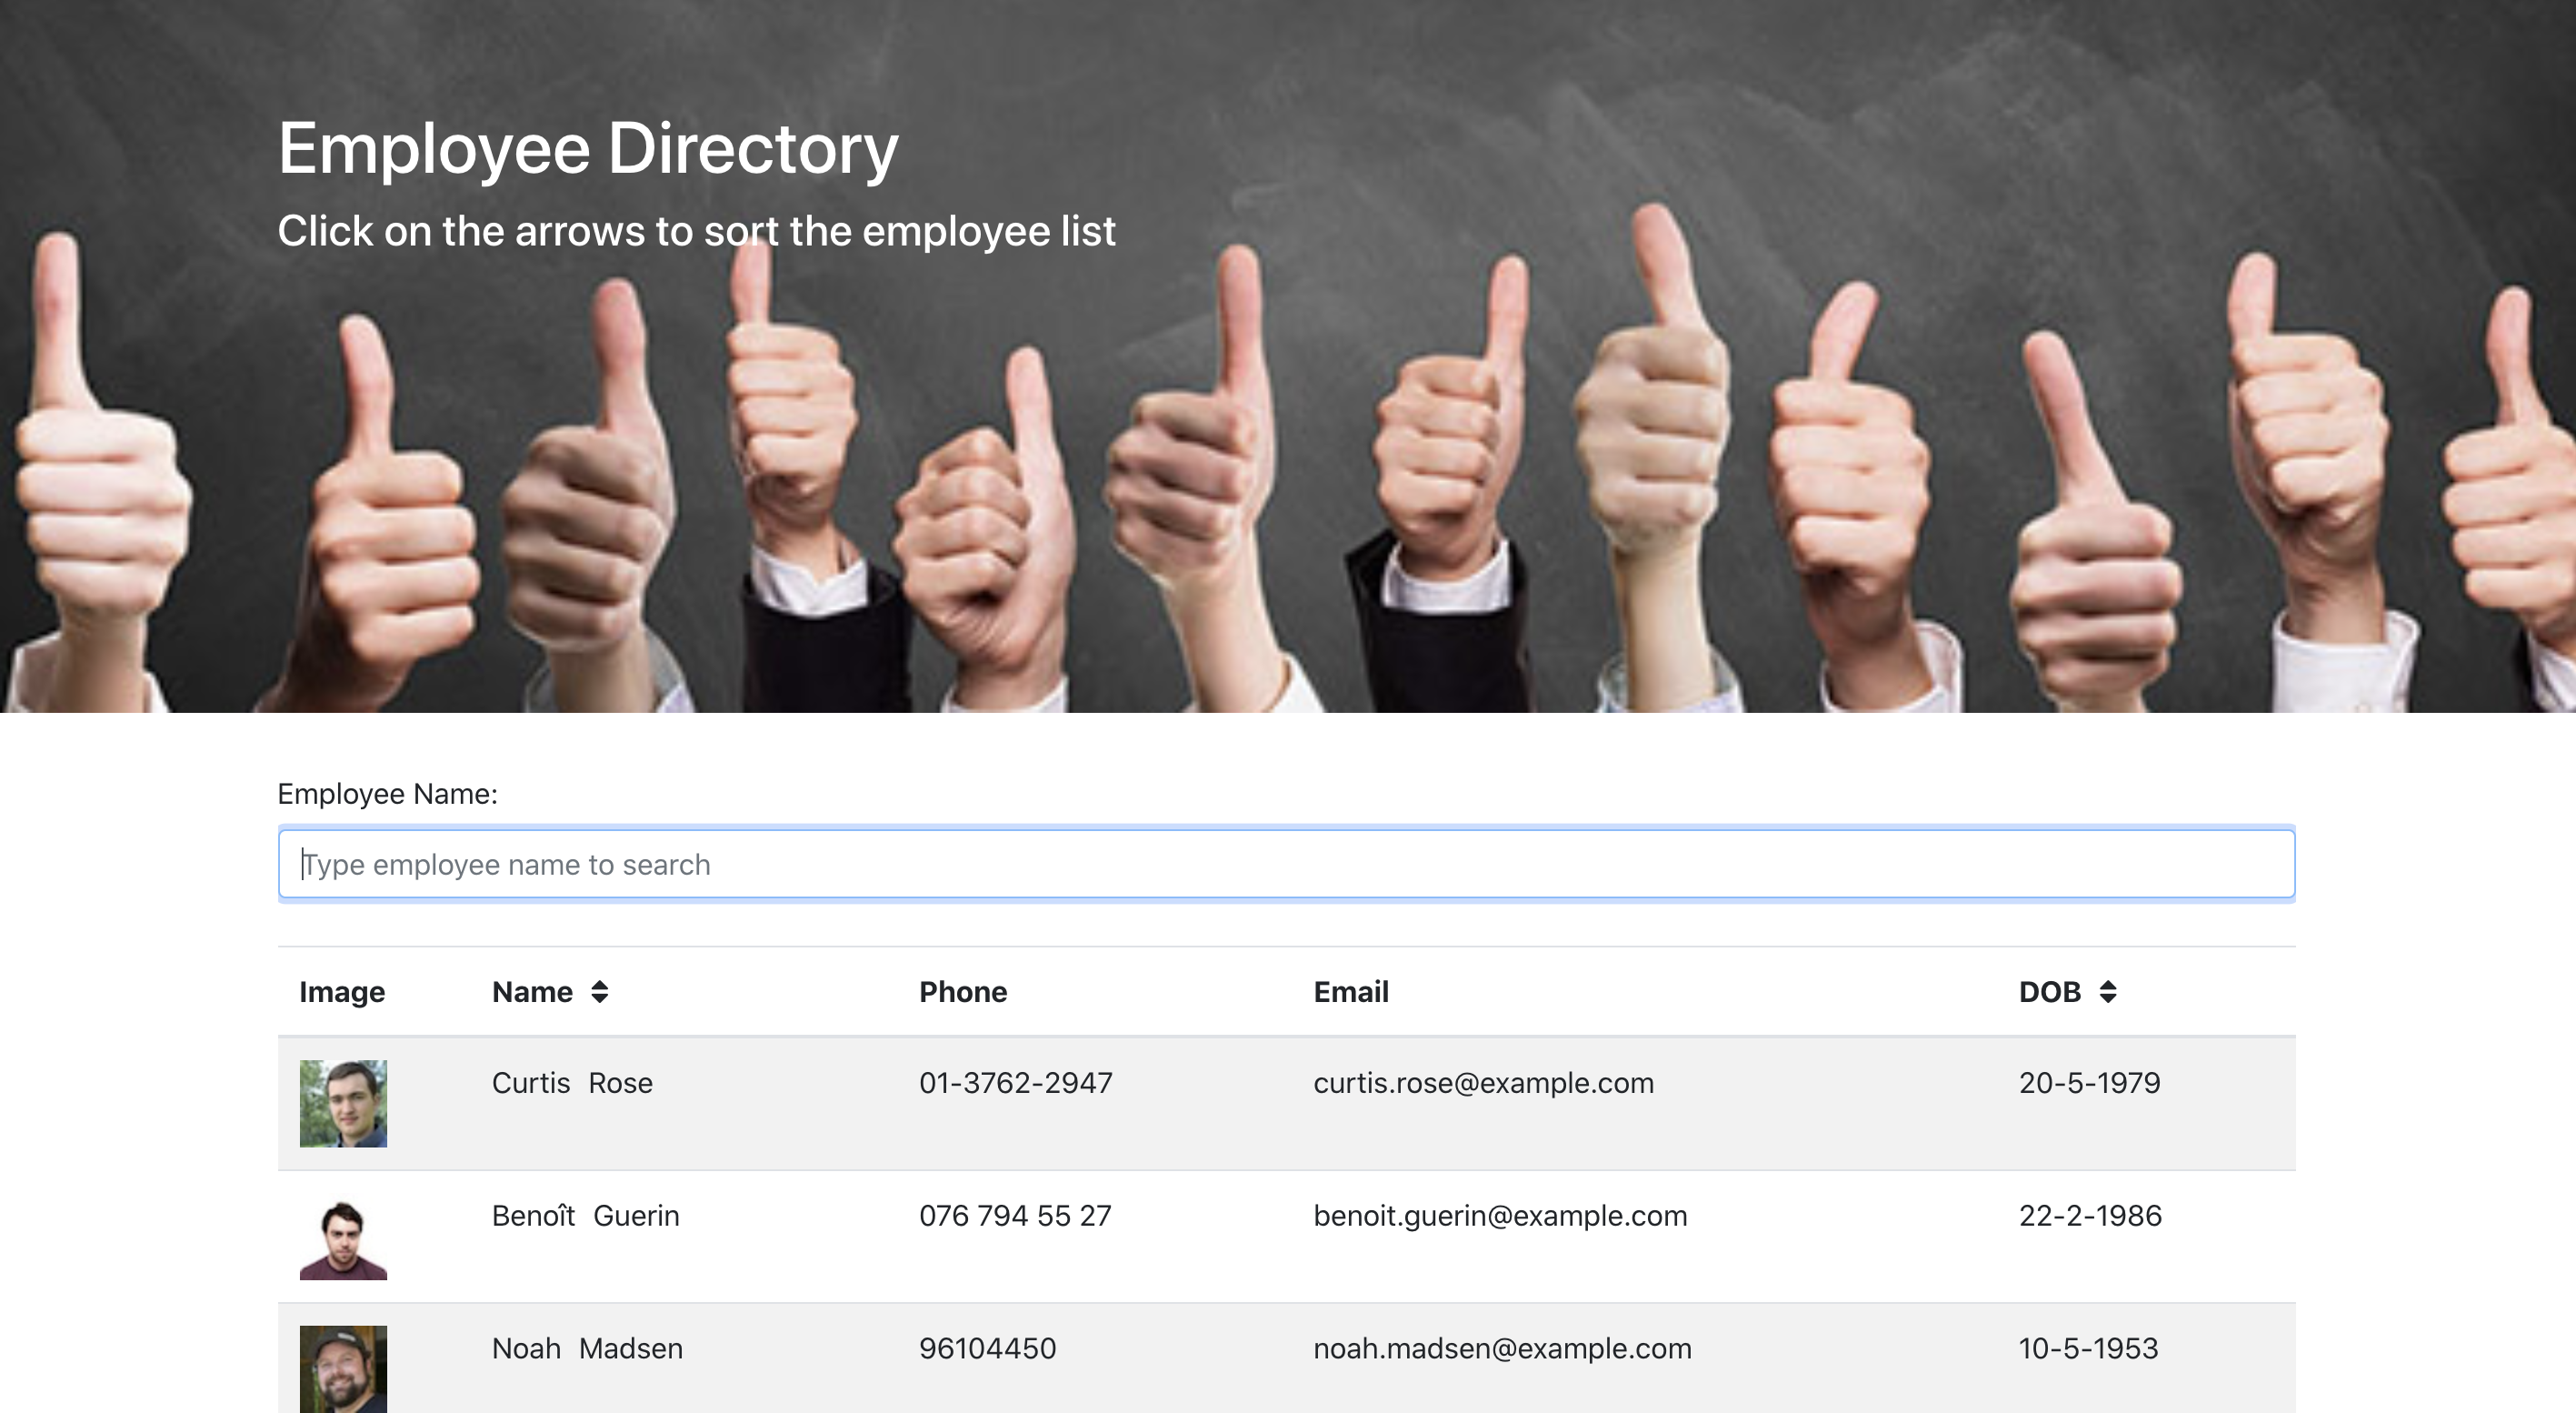 Employee Directory
Click on the arrows to sort the employee list
Employee Name:
Type employee name to search
Image Name Phone Email DOB
Curtis Rose 01-3762-2947 curtis.rose@example.com 20-5-1979
Benoît Guerin 076 794 55 27 benoit.guerin@example.com 22-2-1986
Noah Madsen 96104450 noah.madsen@example.com 10-5-1953